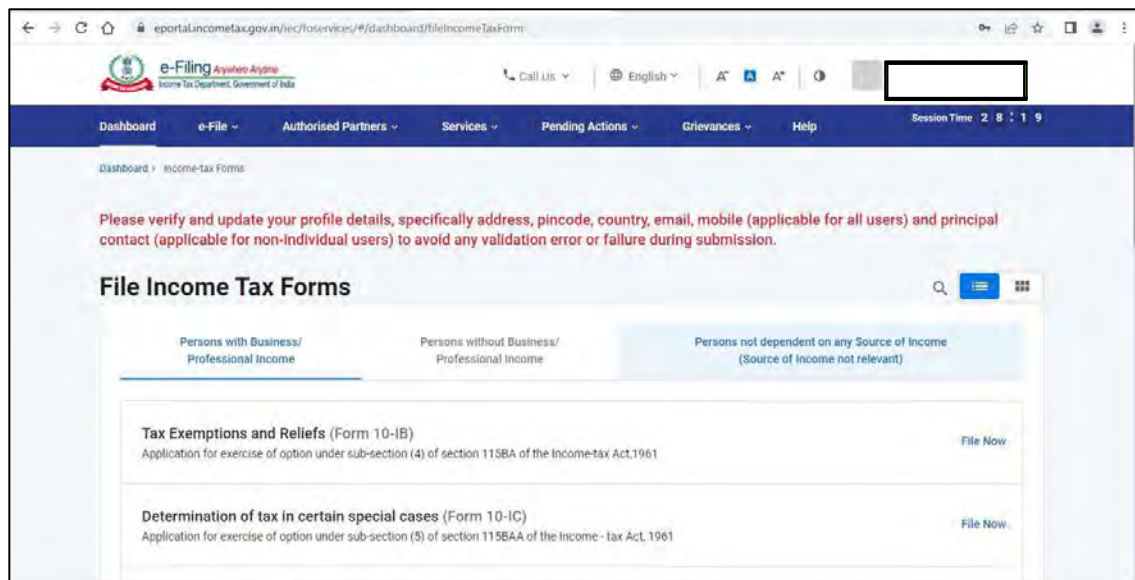 eportal.incometax.gov.in/iec/foservices/#/dashboard/fileIncomeTaxForm
e-Filing Anywhere Anytime
Income Tax Department, Government of India
Call Us
English
A-
A
A+
Dashboard
e-File
Authorised Partners
Services
Pending Actions
Grievances
Help
Session Time 2 8 : 1 9
Dashboard > Income-tax Forms
Please verify and update your profile details, specifically address, pincode, country, email, mobile (applicable for all users) and principal
contact (applicable for non-individual users) to avoid any validation error or failure during submission.
File Income Tax Forms
Persons with Business/
Professional Income
Persons without Business/
Professional Income
Persons not dependent on any Source of Income
(Source of Income not relevant)
Tax Exemptions and Reliefs (Form 10-IB)
Application for exercise of option under sub-section (4) of section 115BA of the Income-tax Act,1961
File Now
Determination of tax in certain special cases (Form 10-IC)
Application for exercise of option under sub-section (5) of section 115BAA of the Income - tax Act, 1961
File Now